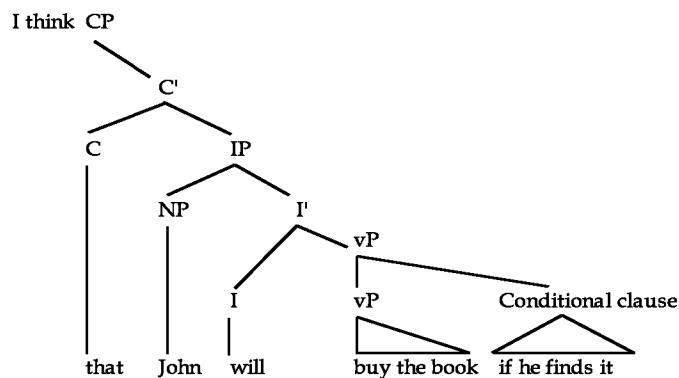 I think CP
C'
C IP
NP I'
vP
I vP Conditional clause
that John will buy the book if he finds it